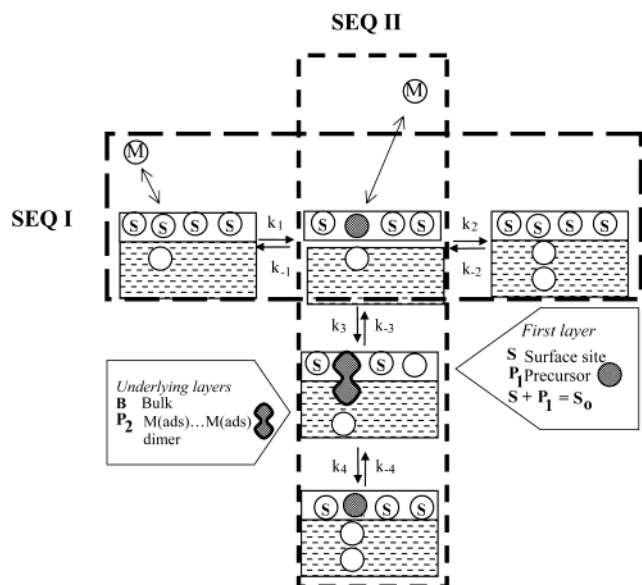 SEQ II
M
M
SEQ I
S S S S
k1
k-1
S S S
k2
k-2
S S S S
k3 k-3
First layer
S Surface site
P1 Precursor
S + P1 = So
Underlying layers
B Bulk
P2 M(ads)...M(ads)
dimer
S S
k4 k-4
S S S